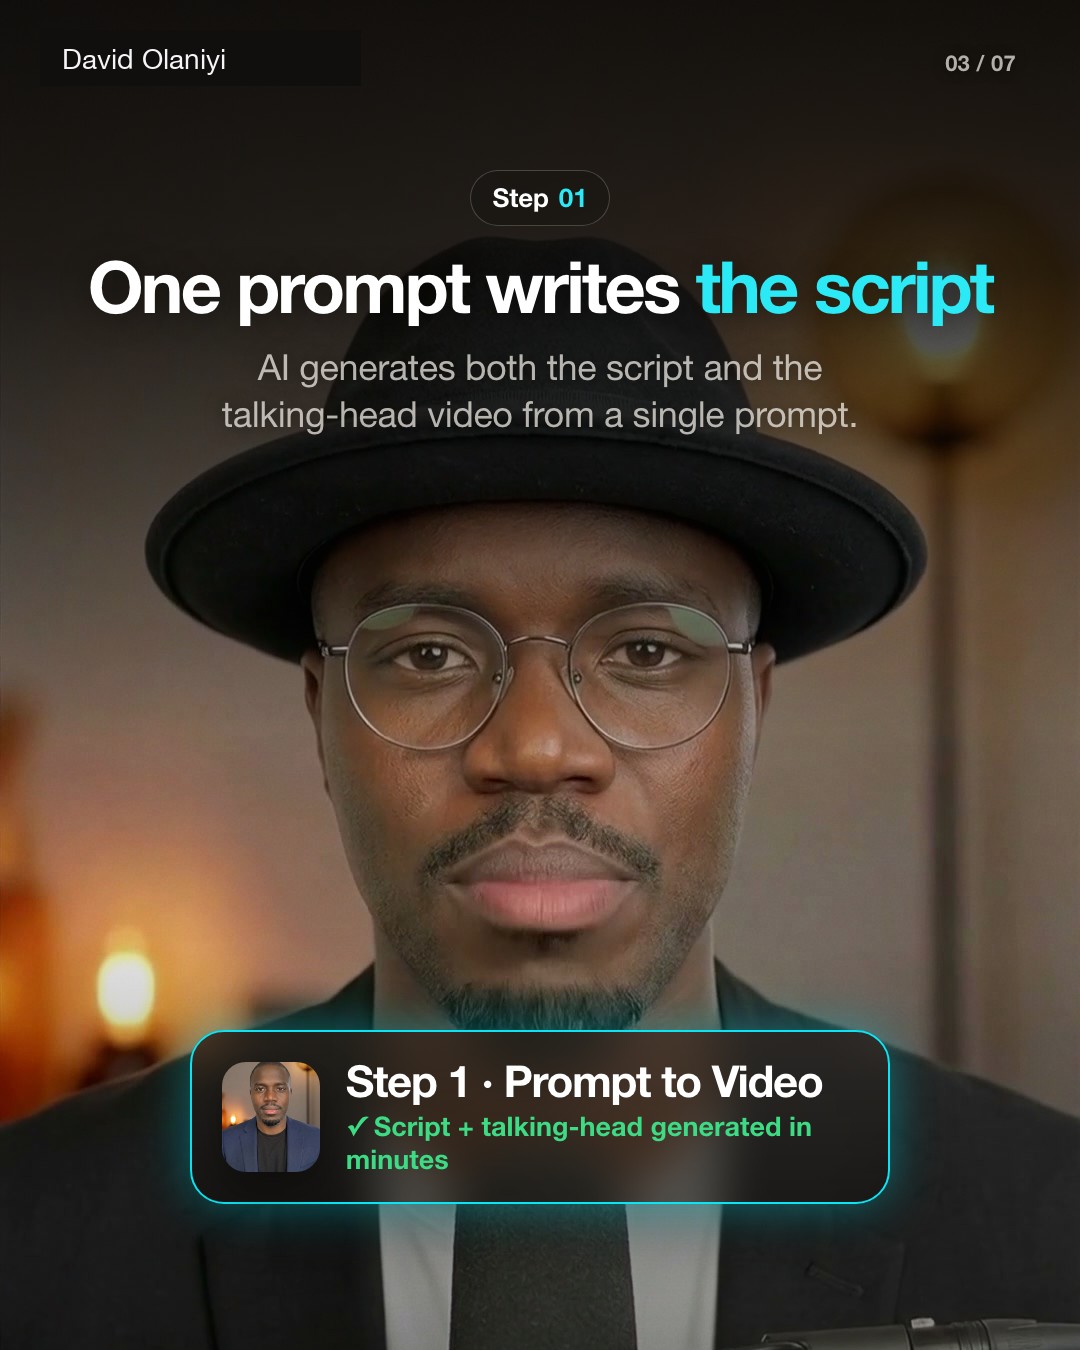 David Olaniyi
03 / 07
Step 01
One prompt writes the script
AI generates both the script and the
talking-head video from a single prompt.
Step 1 · Prompt to Video
✓ Script + talking-head generated in
minutes